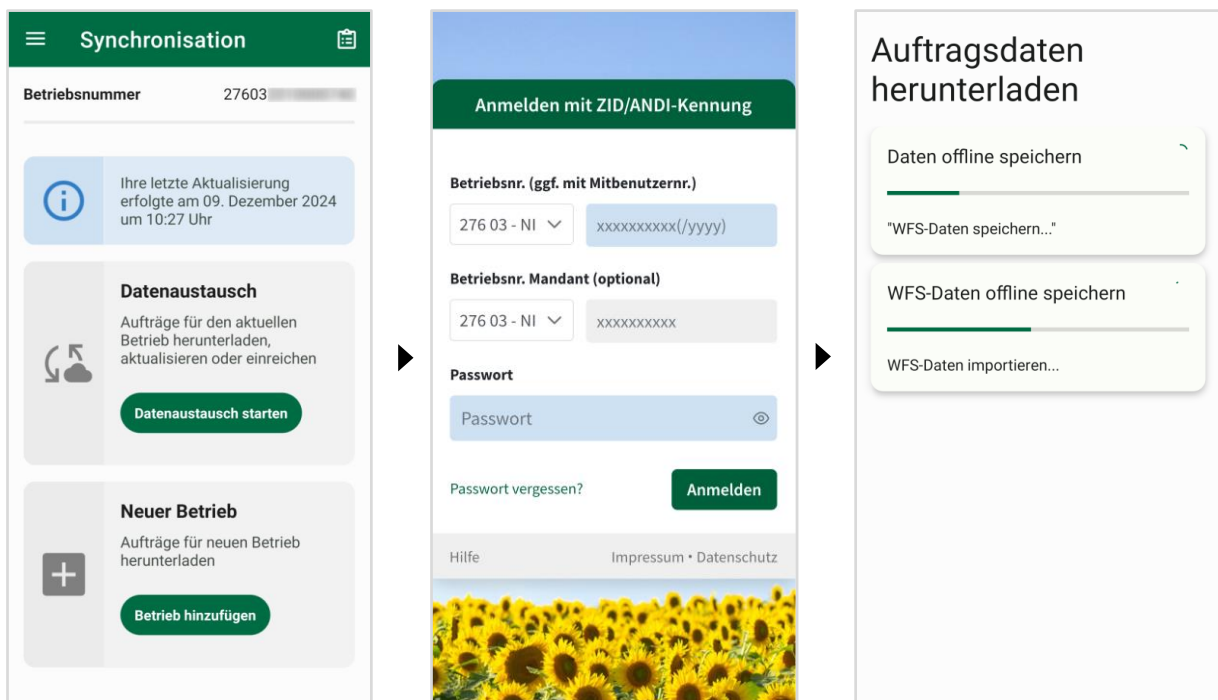 Synchronisation
Betriebsnummer 27603
Ihre letzte Aktualisierung
erfolgte am 09. Dezember 2024
um 10:27 Uhr
Datenaustausch
Aufträge für den aktuellen
Betrieb herunterladen,
aktualisieren oder einreichen
Datenaustausch starten
Neuer Betrieb
Aufträge für neuen Betrieb
herunterladen
Betrieb hinzufügen
Anmelden mit ZID/ANDI-Kennung
Betriebsnr. (ggf. mit Mitbenutzernr.)
276 03 - NI xxxxxxxxxx(/yyyy)
Betriebsnr. Mandant (optional)
276 03 - NI xxxxxxxxxx
Passwort
Passwort
Passwort vergessen? Anmelden
Hilfe Impressum • Datenschutz
Auftragsdaten
herunterladen
Daten offline speichern
"WFS-Daten speichern..."
WFS-Daten offline speichern
WFS-Daten importieren...